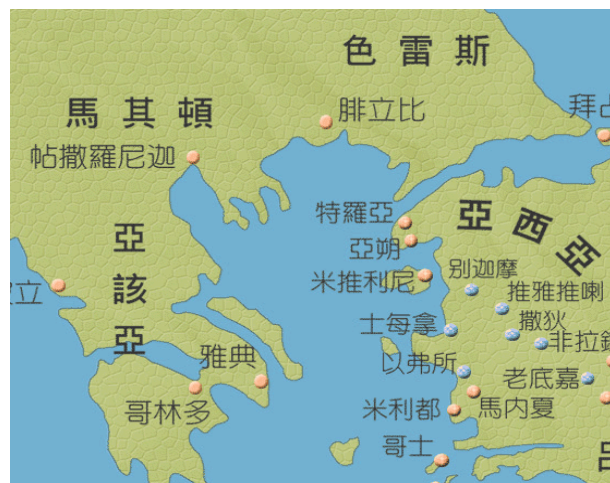 色雷斯
馬其頓
腓立比
帖撒羅尼迦
特羅亞
亞西亞
亞朔
亞該亞
米推利尼
別迦摩
推雅推喇
士每拿
撒狄
非拉
雅典
以弗所
老底嘉
哥林多
米利都
馬內夏
哥士
立
拜